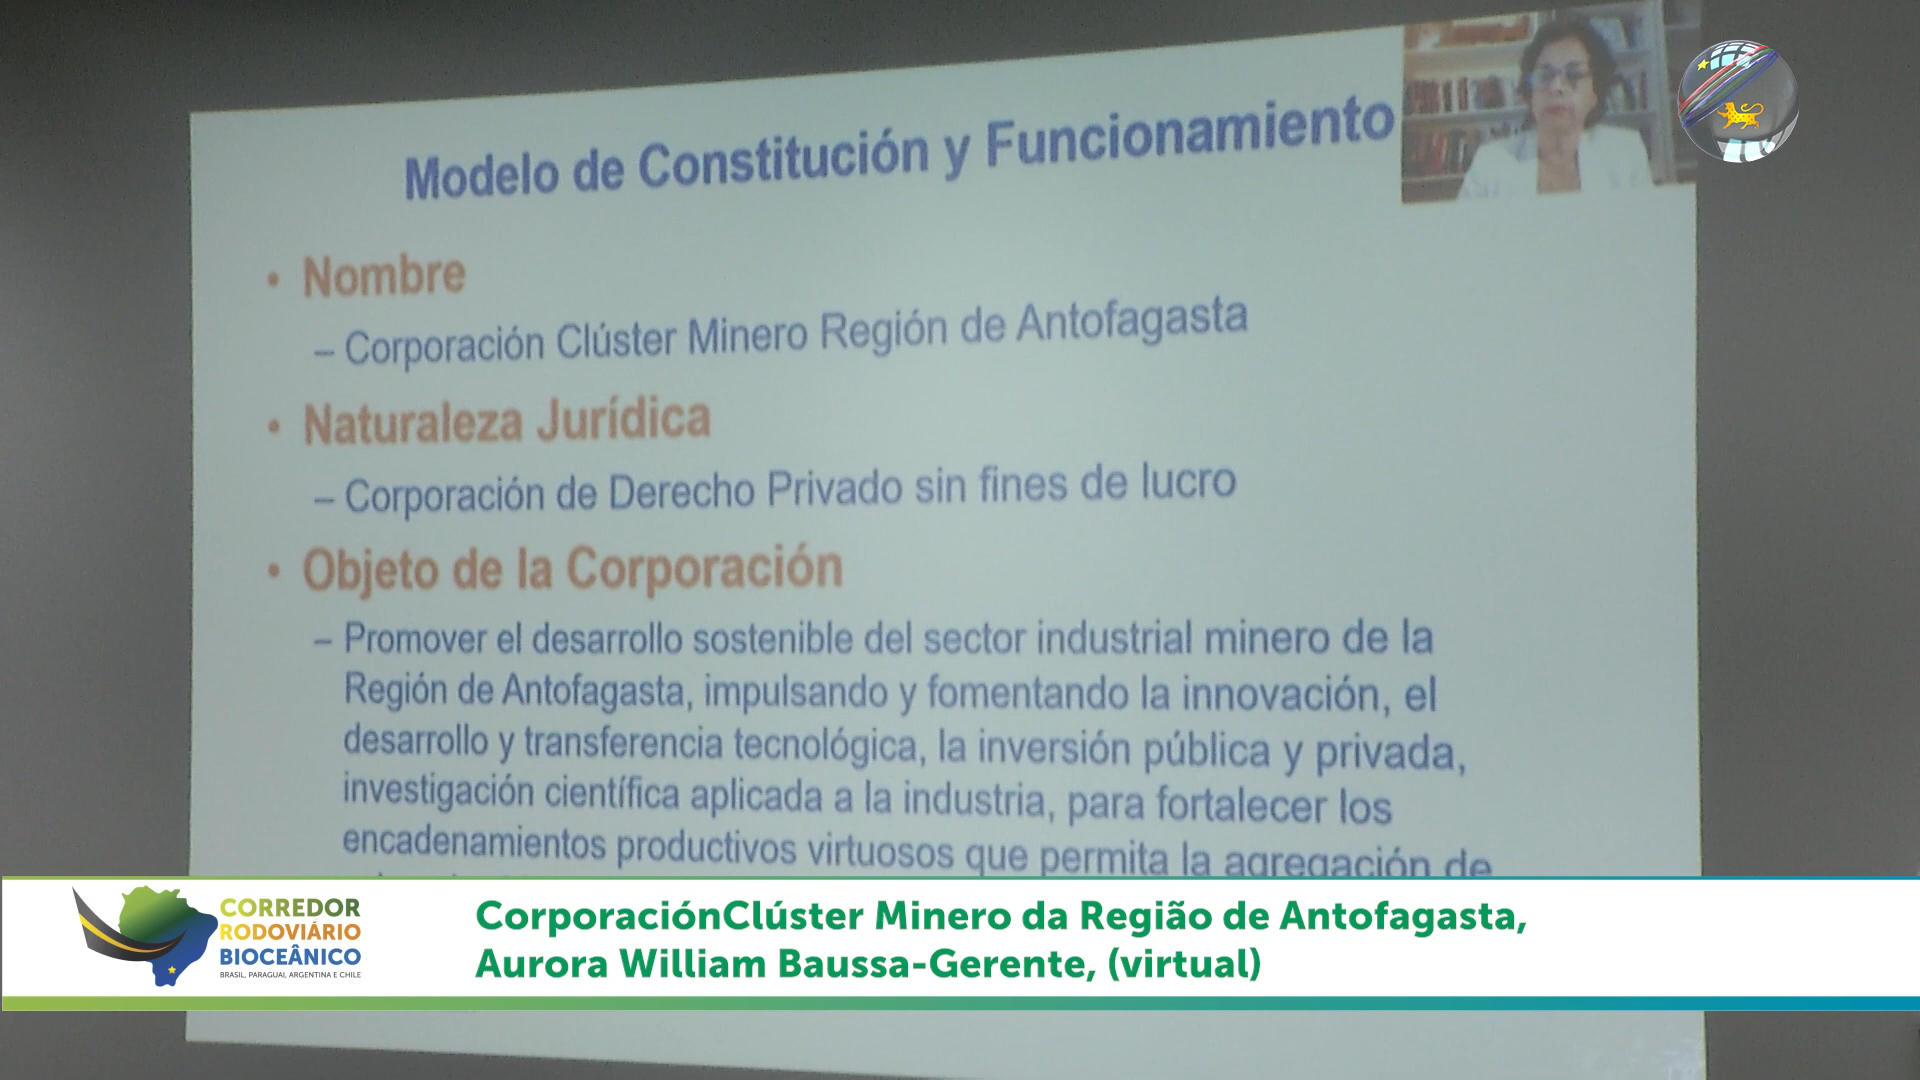 Modelo de Constitución y Funcionamiento
• Nombre
– Corporación Clúster Minero Región de Antofagasta
• Naturaleza Jurídica
– Corporación de Derecho Privado sin fines de lucro
• Objeto de la Corporación
– Promover el desarrollo sostenible del sector industrial minero de la
Región de Antofagasta, impulsando y fomentando la innovación, el
desarrollo y transferencia tecnológica, la inversión pública y privada,
investigación científica aplicada a la industria, para fortalecer los
encadenamientos productivos virtuosos que permita la agregación de
CORREDOR
RODOVIÁRIO
BIOCEÂNICO
BRASIL, PARAGUAI, ARGENTINA E CHILE
CorporaciónClúster Minero da Região de Antofagasta,
Aurora William Baussa-Gerente, (virtual)